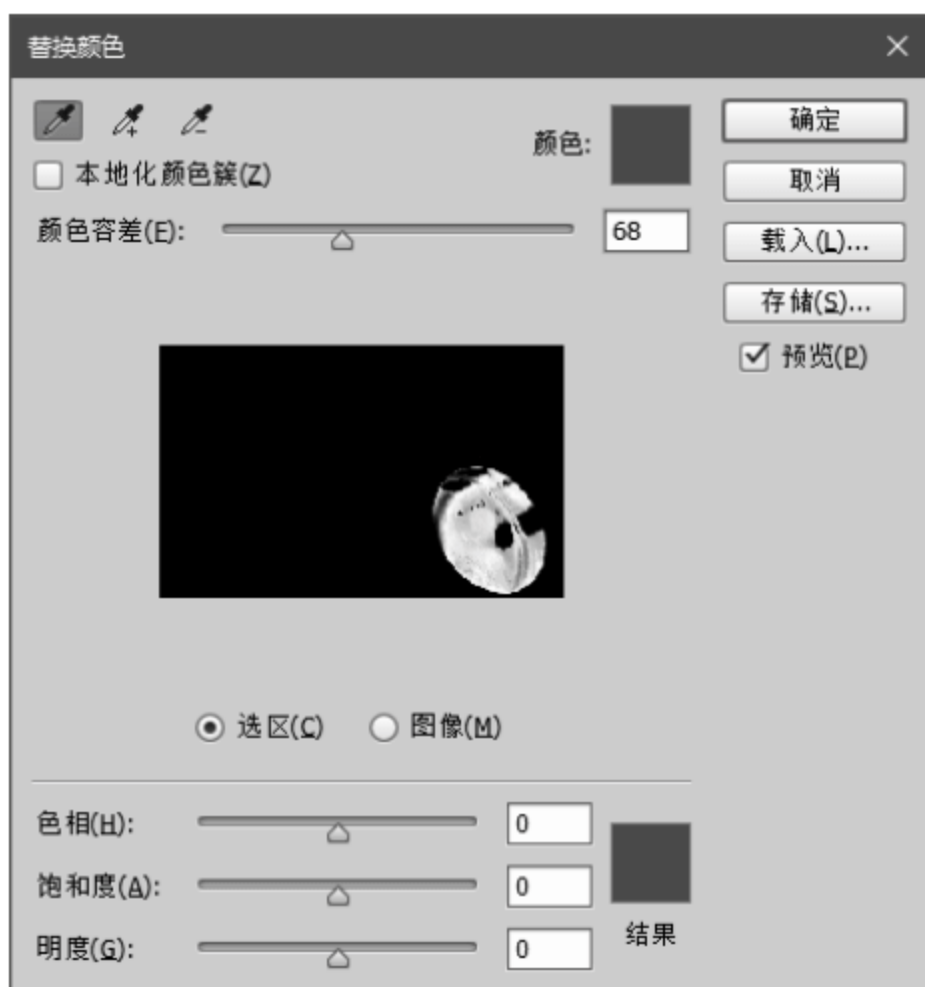 替换颜色
颜色:
确定
本地化颜色簇(Z)
取消
颜色容差(F):
68
载入(L)...
存储(S)...
预览(P)
选区(C)
图像(M)
色相(H):
0
饱和度(A):
0
结果
明度(G):
0